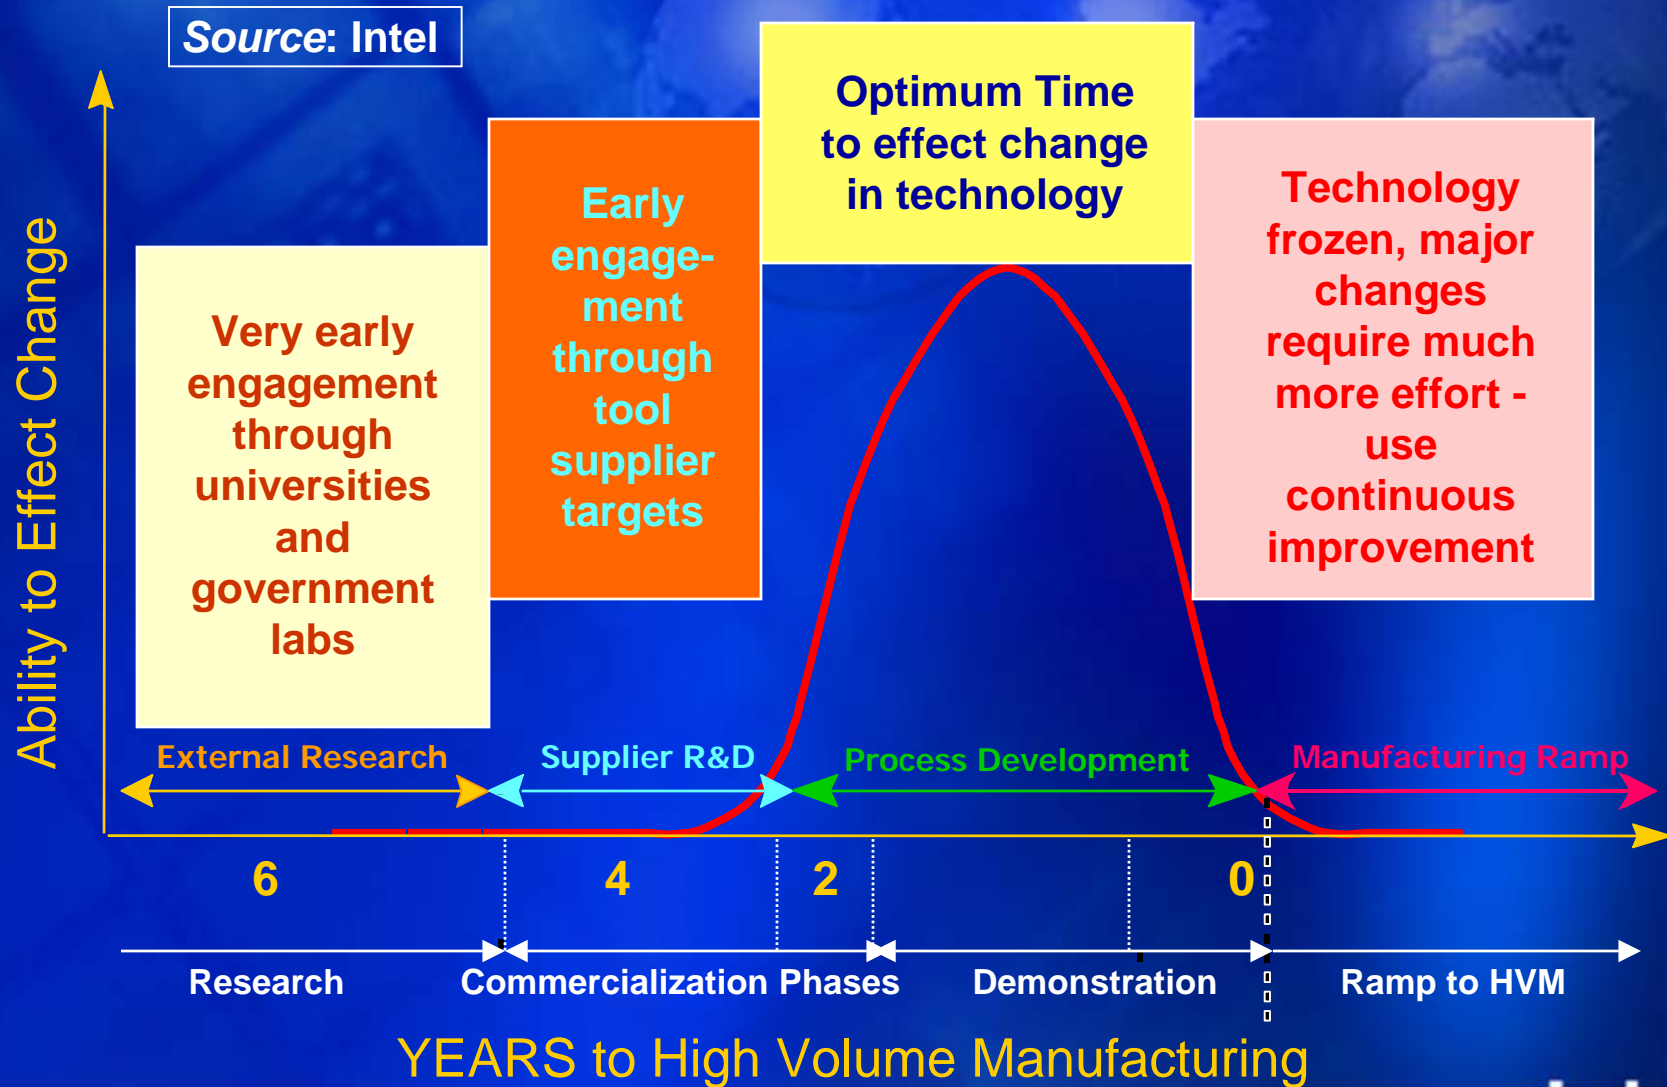 Source: Intel
Ability to Effect Change
Very early
engagement
through
universities
and
government
labs
Early
engage-
ment
through
tool
supplier
targets
Optimum Time
to effect change
in technology
Technology
frozen, major
changes
require much
more effort -
use
continuous
improvement
External Research
Supplier R&D
Process Development
Manufacturing Ramp
6
4
2
0
Research
Commercialization Phases
Demonstration
Ramp to HVM
YEARS to High Volume Manufacturing